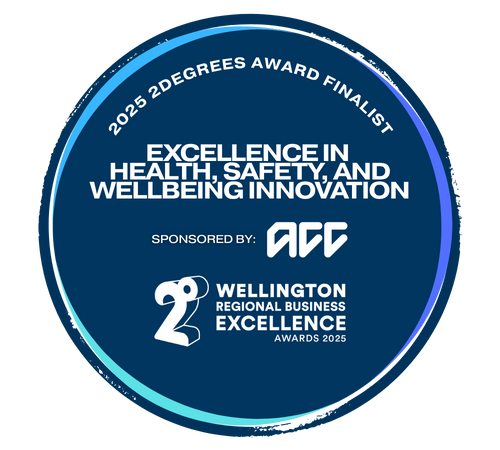 2025 2DEGREES AWARD FINALIST
EXCELLENCE IN
HEALTH, SAFETY, AND
WELLBEING INNOVATION
SPONSORED BY: ACC
2°
WELLINGTON
REGIONAL BUSINESS
EXCELLENCE
AWARDS 2025